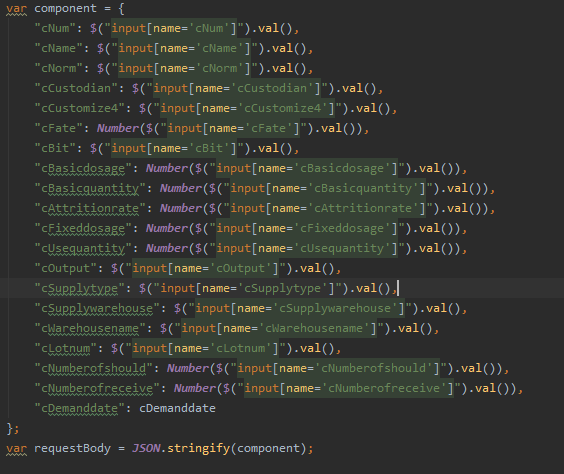 var component = {
    "cNum": $("input[name='cNum']").val(),
    "cName": $("input[name='cName']").val(),
    "cNorm": $("input[name='cNorm']").val(),
    "cCustodian": $("input[name='cCustodian']").val(),
    "cCustomize4": $("input[name='cCustomize4']").val(),
    "cFate": Number($("input[name='cFate']").val()),
    "cBit": $("input[name='cBit']").val(),
    "cBasicdosage": Number($("input[name='cBasicdosage']").val()),
    "cBasicquantity": Number($("input[name='cBasicquantity']").val()),
    "cAttritionrate": Number($("input[name='cAttritionrate']").val()),
    "cFixeddosage": Number($("input[name='cFixeddosage']").val()),
    "cUsequantity": Number($("input[name='cUsequantity']").val()),
    "cOutput": $("input[name='cOutput']").val(),
    "cSupplytype": $("input[name='cSupplytype']").val(),
    "cSupplywarehouse": $("input[name='cSupplywarehouse']").val(),
    "cWarehousename": $("input[name='cWarehousename']").val(),
    "cLotnum": $("input[name='cLotnum']").val(),
    "cNumberofshould": Number($("input[name='cNumberofshould']").val()),
    "cNumberofreceive": Number($("input[name='cNumberofreceive']").val()),
    "cDemanddate": cDemanddate
};
var requestBody = JSON.stringify(component);